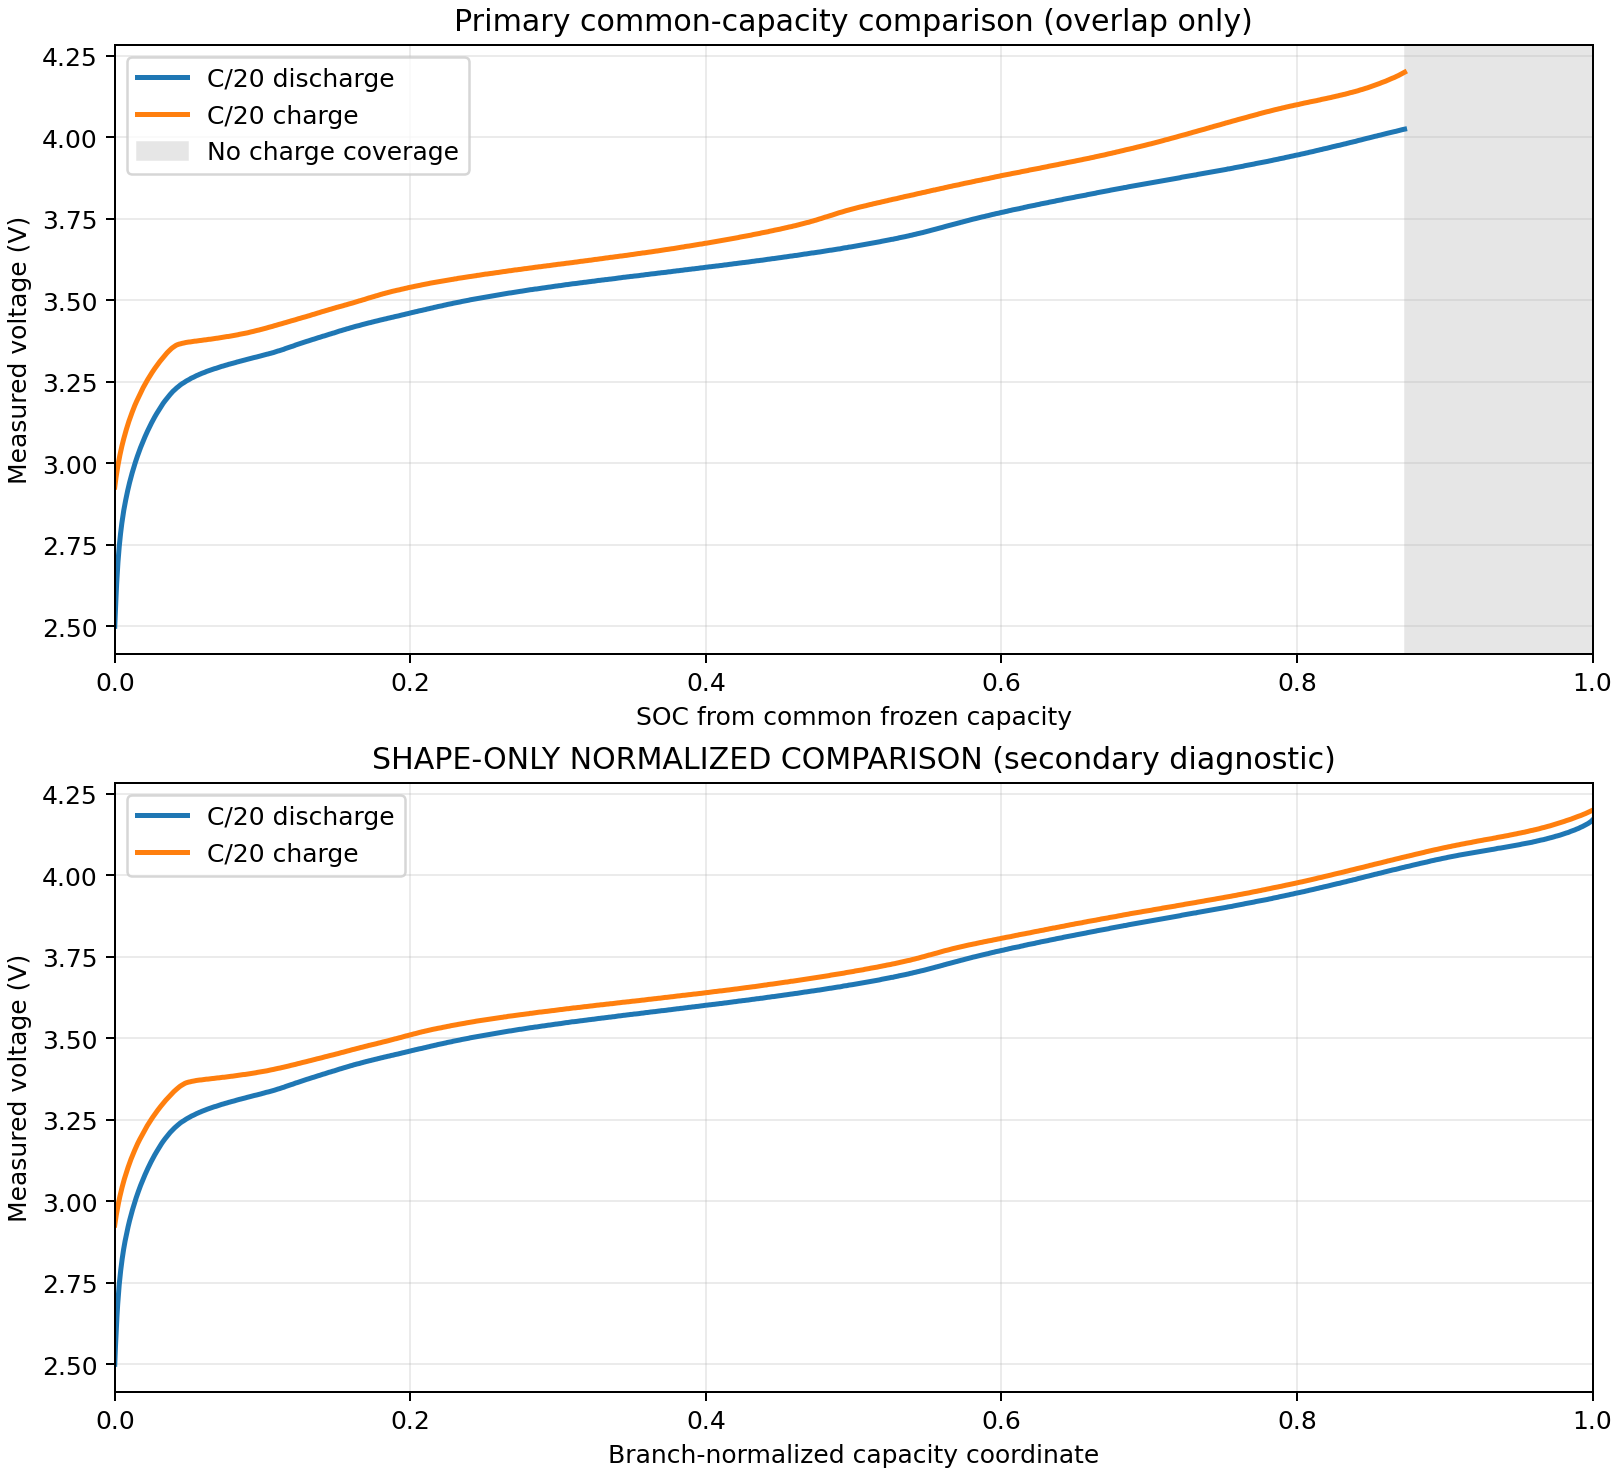 Primary common-capacity comparison (overlap only)
4.25
4.00
3.75
3.50
3.25
3.00
2.75
2.50
Measured voltage (V)
C/20 discharge
C/20 charge
No charge coverage
0.0 0.2 0.4 0.6 0.8 1.0
SOC from common frozen capacity
SHAPE-ONLY NORMALIZED COMPARISON (secondary diagnostic)
4.25
4.00
3.75
3.50
3.25
3.00
2.75
2.50
Measured voltage (V)
C/20 discharge
C/20 charge
0.0 0.2 0.4 0.6 0.8 1.0
Branch-normalized capacity coordinate